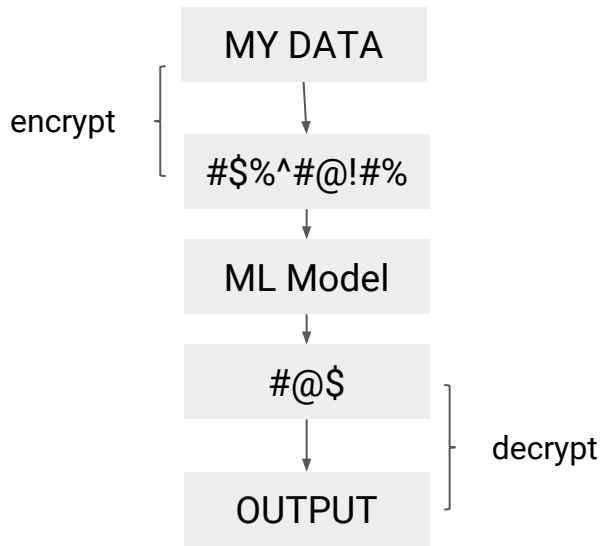 MY DATA
encrypt
#$%^#@!#%
ML Model
#@$
decrypt
OUTPUT